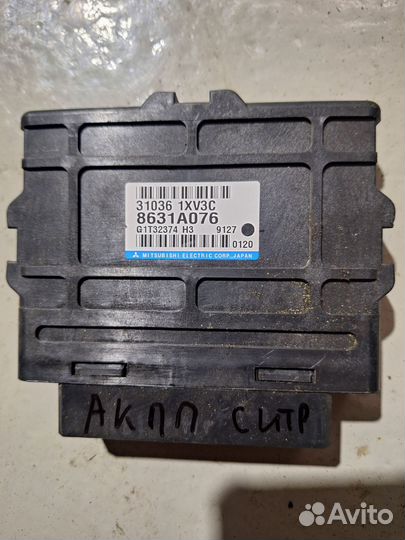 31036 1XV3C
8631A076
G1T32374 H3 9127
0120
MITSUBISHI ELECTRIC CORP., JAPAN
АКПП СИТР
Avito